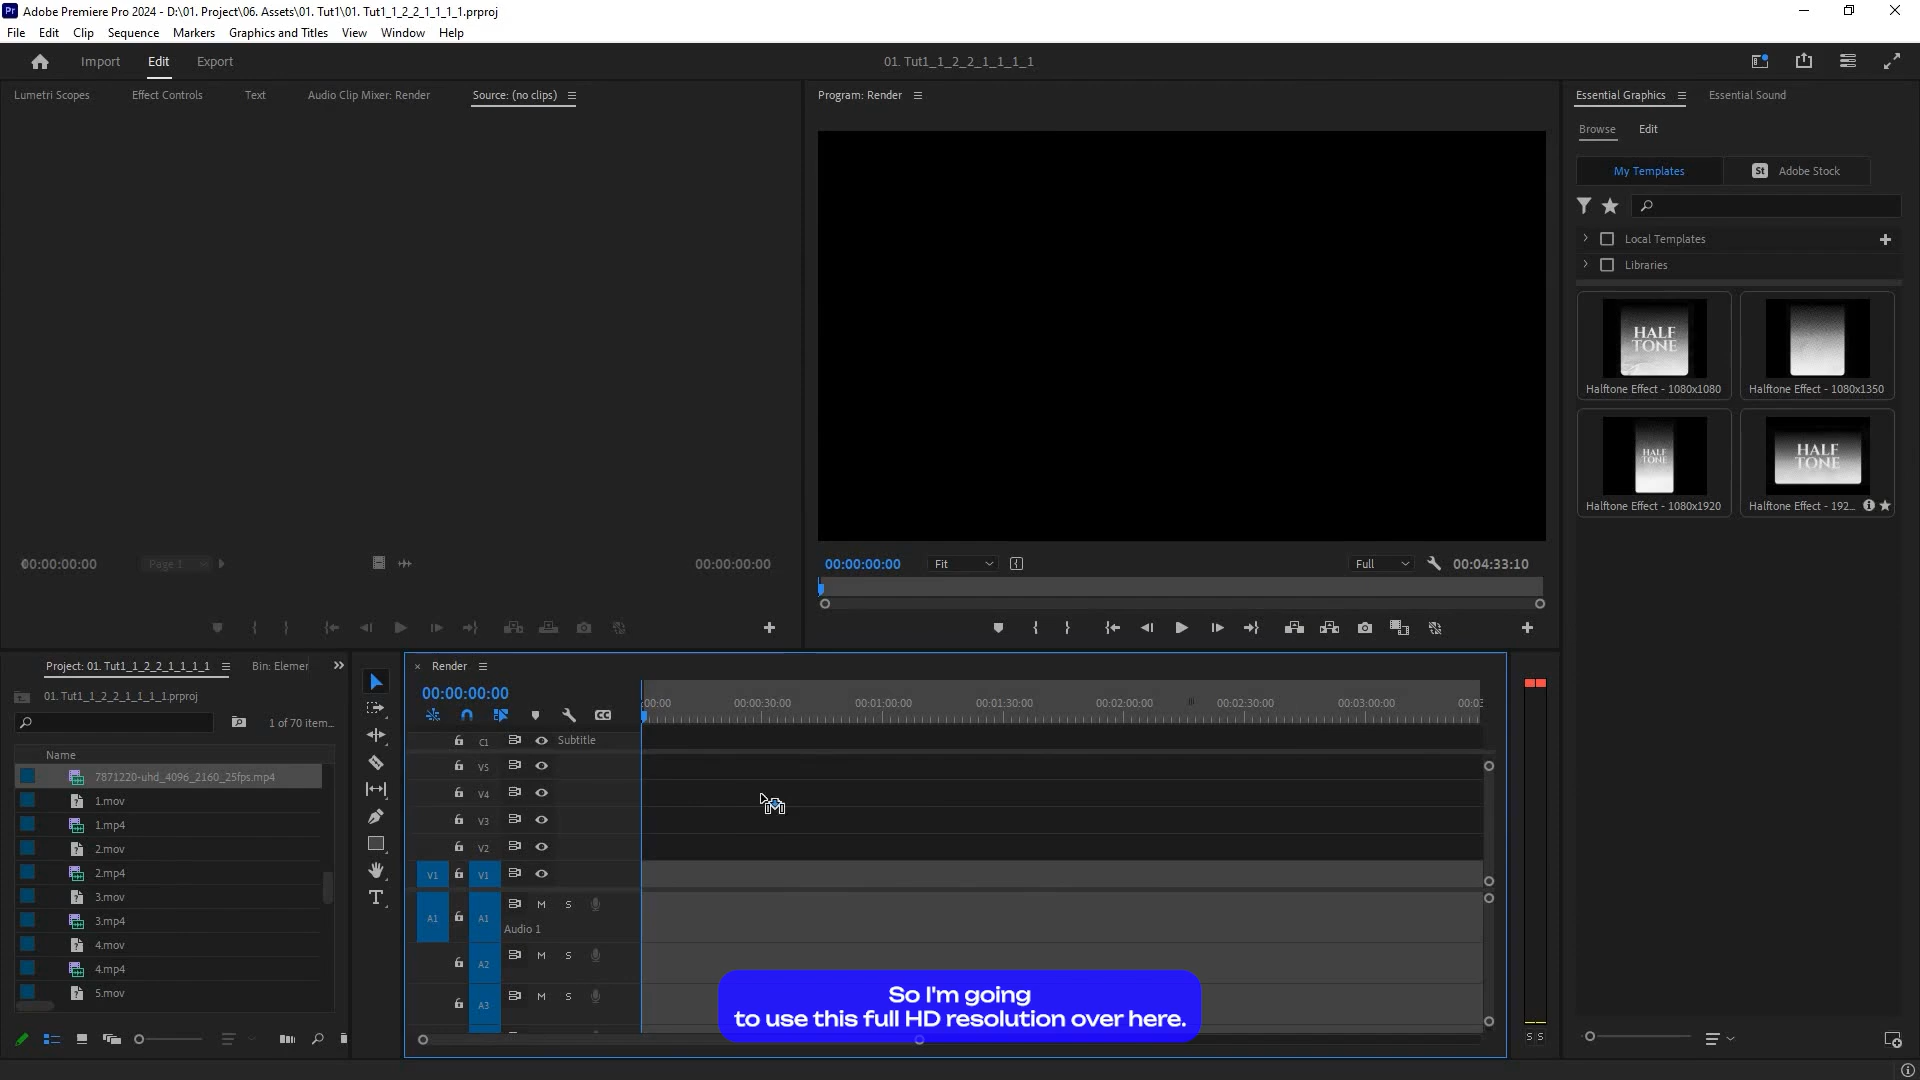 Pr Adobe Premiere Pro 2024 - D:\01. Project\06. Assets\01. Tut1\01. Tut1_1_2_2_1_1_1_1.prproj
File Edit Clip Sequence Markers Graphics and Titles View Window Help
Import Edit Export 01. Tut1_1_2_2_1_1_1_1
Lumetri Scopes Effect Controls Text Audio Clip Mixer: Render Source: (no clips)
Program: Render
Essential Graphics Essential Sound
Browse Edit
My Templates St Adobe Stock
Local Templates
Libraries
HALF TONE
Halftone Effect - 1080x1080
Halftone Effect - 1080x1350
HALF TONE
Halftone Effect - 1080x1920
HALF TONE
Halftone Effect - 192...
00:00:00:00 Page 1 00:00:00:00
00:00:00:00 Fit Full 00:04:33:10
Project: 01. Tut1_1_2_2_1_1_1_1 Bin: Elemer
01. Tut1_1_2_2_1_1_1_1.prproj
1 of 70 item...
Name
7871220-uhd_4096_2160_25fps.mp4
1.mov
1.mp4
2.mov
2.mp4
3.mov
3.mp4
4.mov
4.mp4
5.mov
Render
00:00:00:00
:00:00 00:00:30:00 00:01:00:00 00:01:30:00 00:02:00:00 00:02:30:00 00:03:00:00 00:0
CC
C1 Subtitle
V5
V4
V3
V2
V1 V1
A1 A1 M S
Audio 1
A2 M S
A3 M S
S S
So I'm going
to use this full HD resolution over here.